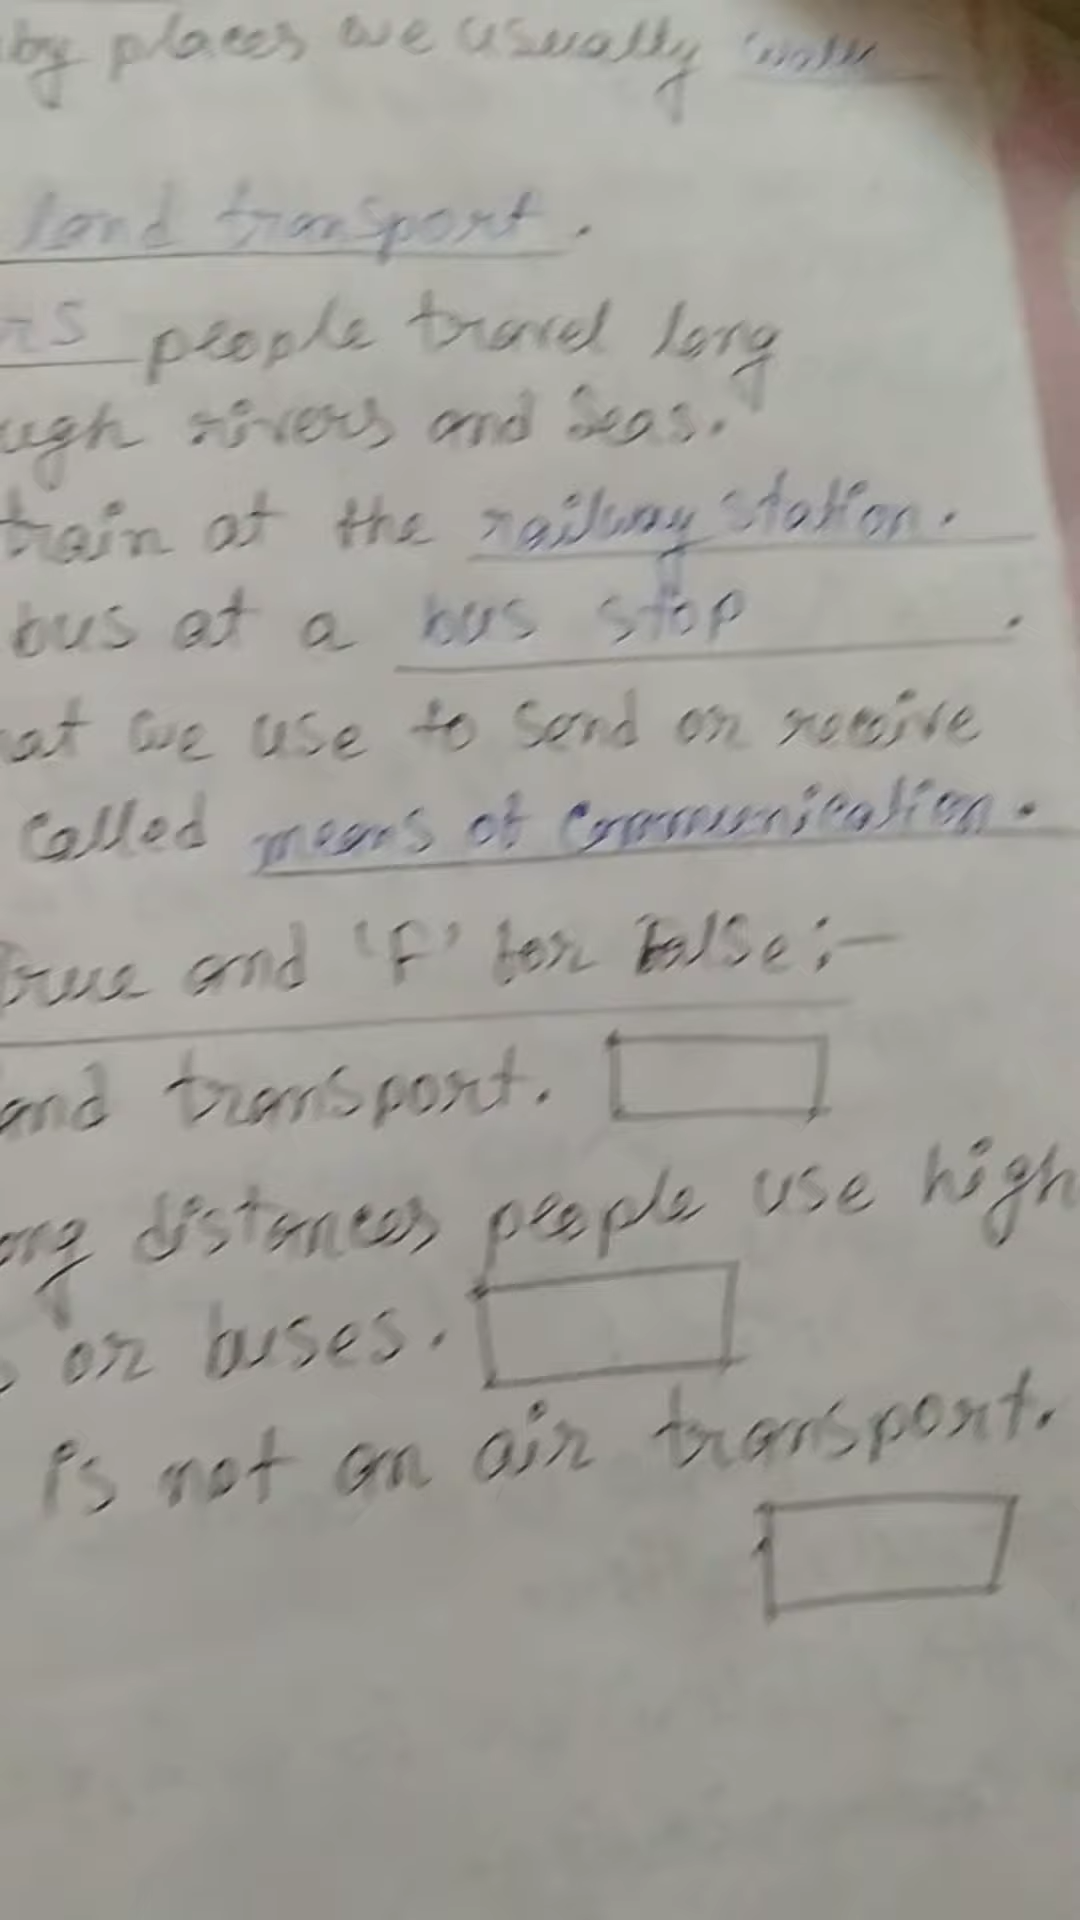 by places we usually walk
land transport.
rs people travel long
ugh rivers and Seas.
train at the railway station.
bus at a bus stop.
at we use to send or receive
called means of Communication.
True and 'F' for False:-
and transport.
ong distances people use high
or buses.
is not an air transport.